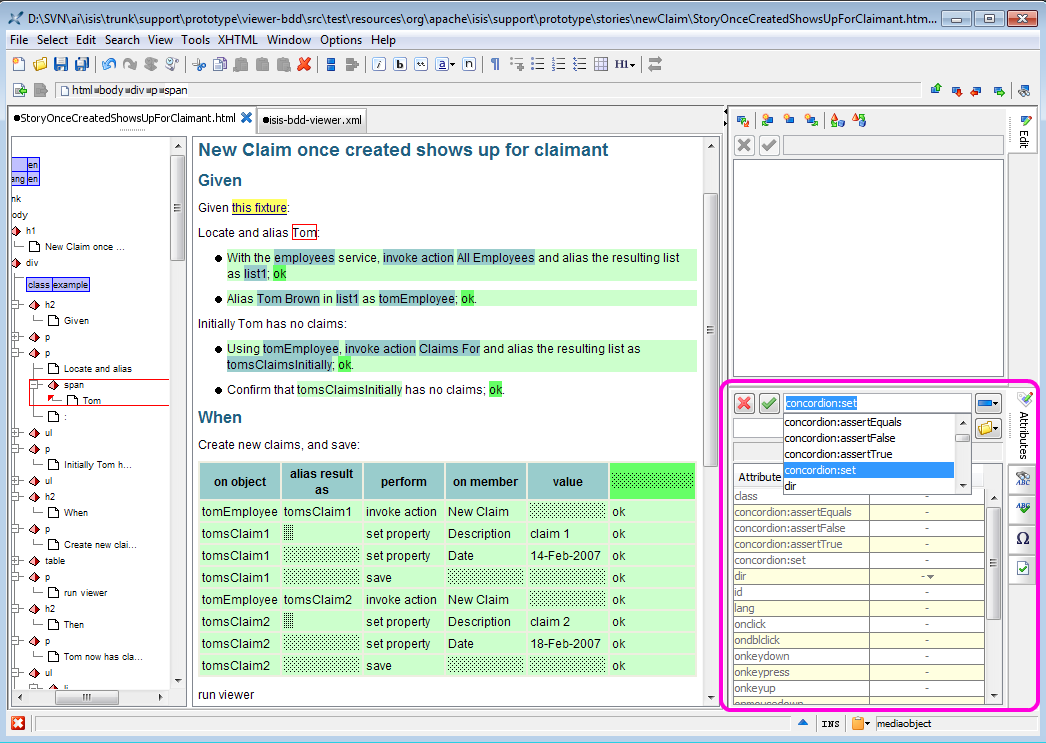 D:\SVN\ai\isis\trunk\support\prototype\viewer-bdd\src\test\resources\org\apache\isis\support\prototype\stories\newClaim\StoryOnceCreatedShowsUpForClaimant.htm...
File Select Edit Search View Tools XHTML Window Options Help
i b a n ¶ H1
html body div p span
StoryOnceCreatedShowsUpForClaimant.html isis-bdd-viewer.xml
en
ang en
nk
ody
h1
New Claim once ...
div
class example
h2
Given
p
p
Locate and alias
span
Tom
:
ul
p
Initially Tom h...
ul
h2
When
p
Create new clai...
table
p
run viewer
h2
Then
p
Tom now has cla...
ul
li
New Claim once created shows up for claimant
Given
Given this fixture:
Locate and alias Tom:
With the employees service, invoke action All Employees and alias the resulting list
as list1; ok
Alias Tom Brown in list1 as tomEmployee; ok.
Initially Tom has no claims:
Using tomEmployee, invoke action Claims For and alias the resulting list as
tomsClaimsInitially; ok.
Confirm that tomsClaimsInitially has no claims; ok.
When
Create new claims, and save:
on object alias result as perform on member value
tomEmployee tomsClaim1 invoke action New Claim ok
tomsClaim1 set property Description claim 1 ok
tomsClaim1 set property Date 14-Feb-2007 ok
tomsClaim1 save ok
tomEmployee tomsClaim2 invoke action New Claim ok
tomsClaim2 set property Description claim 2 ok
tomsClaim2 set property Date 18-Feb-2007 ok
tomsClaim2 save ok
run viewer
Edit
concordion:set
concordion:assertEquals
concordion:assertFalse
concordion:assertTrue
concordion:set
dir
Attribute
class -
concordion:assertEquals -
concordion:assertFalse -
concordion:assertTrue -
concordion:set -
dir -
id -
lang -
onclick -
ondblclick -
onkeydown -
onkeypress -
onkeyup -
onmousedown
Attributes
ABC
ABC
Ω
INS mediaobject